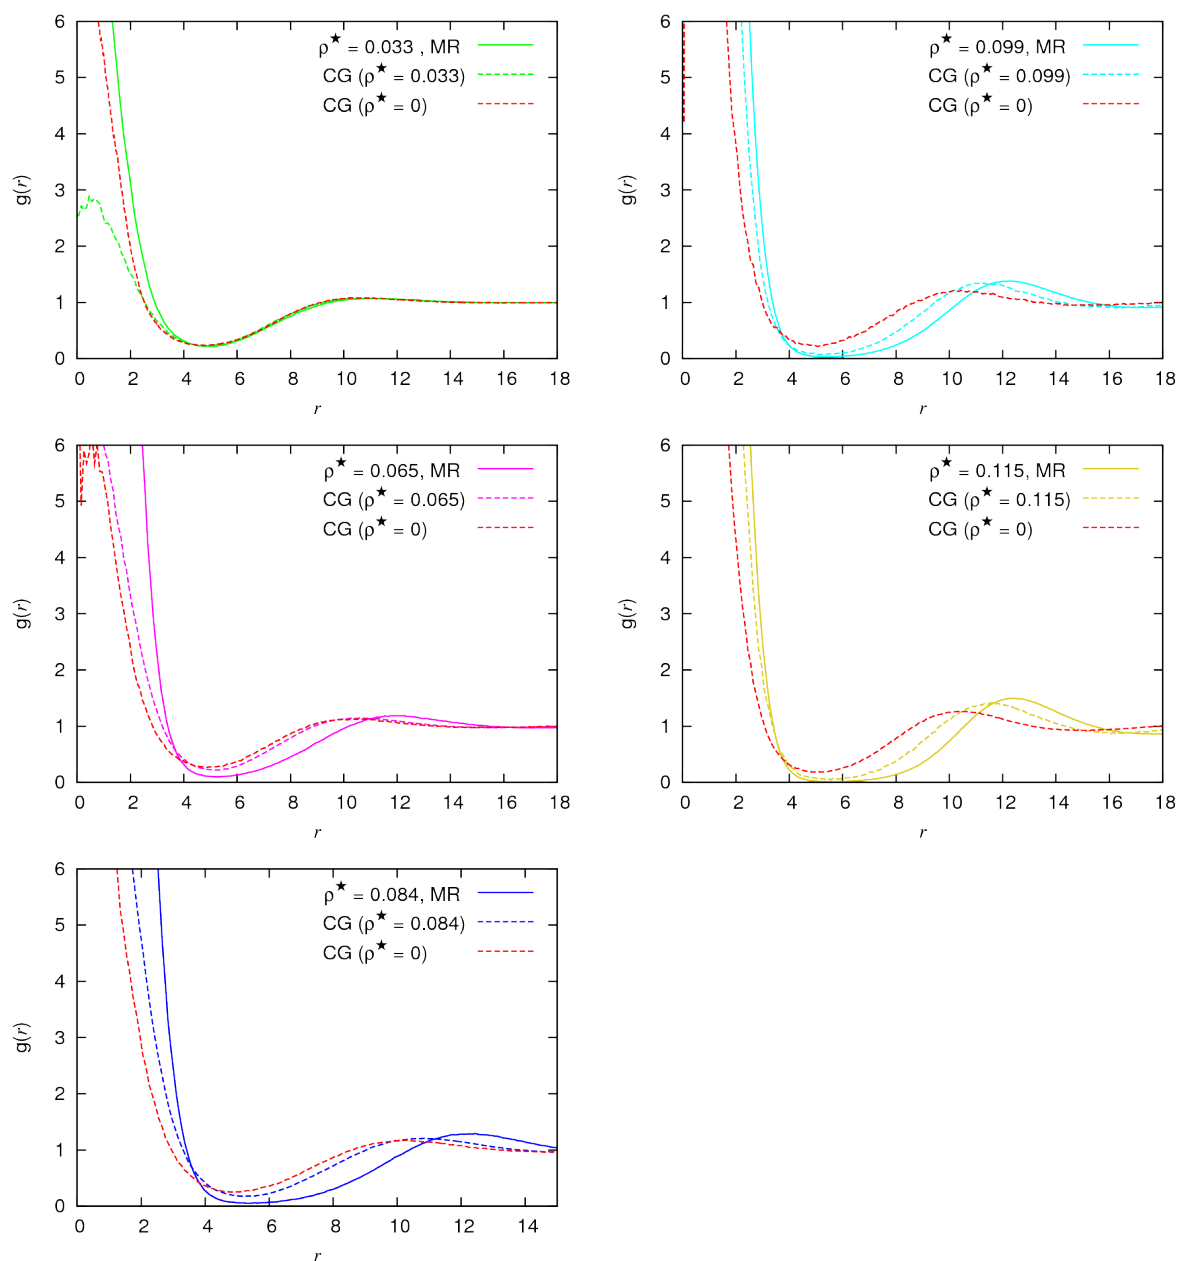 6
5
4
3
2
1
0
g(r)
ρ★ = 0.033 , MR
CG (ρ★ = 0.033)
CG (ρ★ = 0)
0 2 4 6 8 10 12 14 16 18
r
6
5
4
3
2
1
0
g(r)
ρ★ = 0.099, MR
CG (ρ★ = 0.099)
CG (ρ★ = 0)
0 2 4 6 8 10 12 14 16 18
r
6
5
4
3
2
1
0
g(r)
ρ★ = 0.065, MR
CG (ρ★ = 0.065)
CG (ρ★ = 0)
0 2 4 6 8 10 12 14 16 18
r
6
5
4
3
2
1
0
g(r)
ρ★ = 0.115, MR
CG (ρ★ = 0.115)
CG (ρ★ = 0)
0 2 4 6 8 10 12 14 16 18
r
6
5
4
3
2
1
0
g(r)
ρ★ = 0.084, MR
CG (ρ★ = 0.084)
CG (ρ★ = 0)
0 2 4 6 8 10 12 14
r